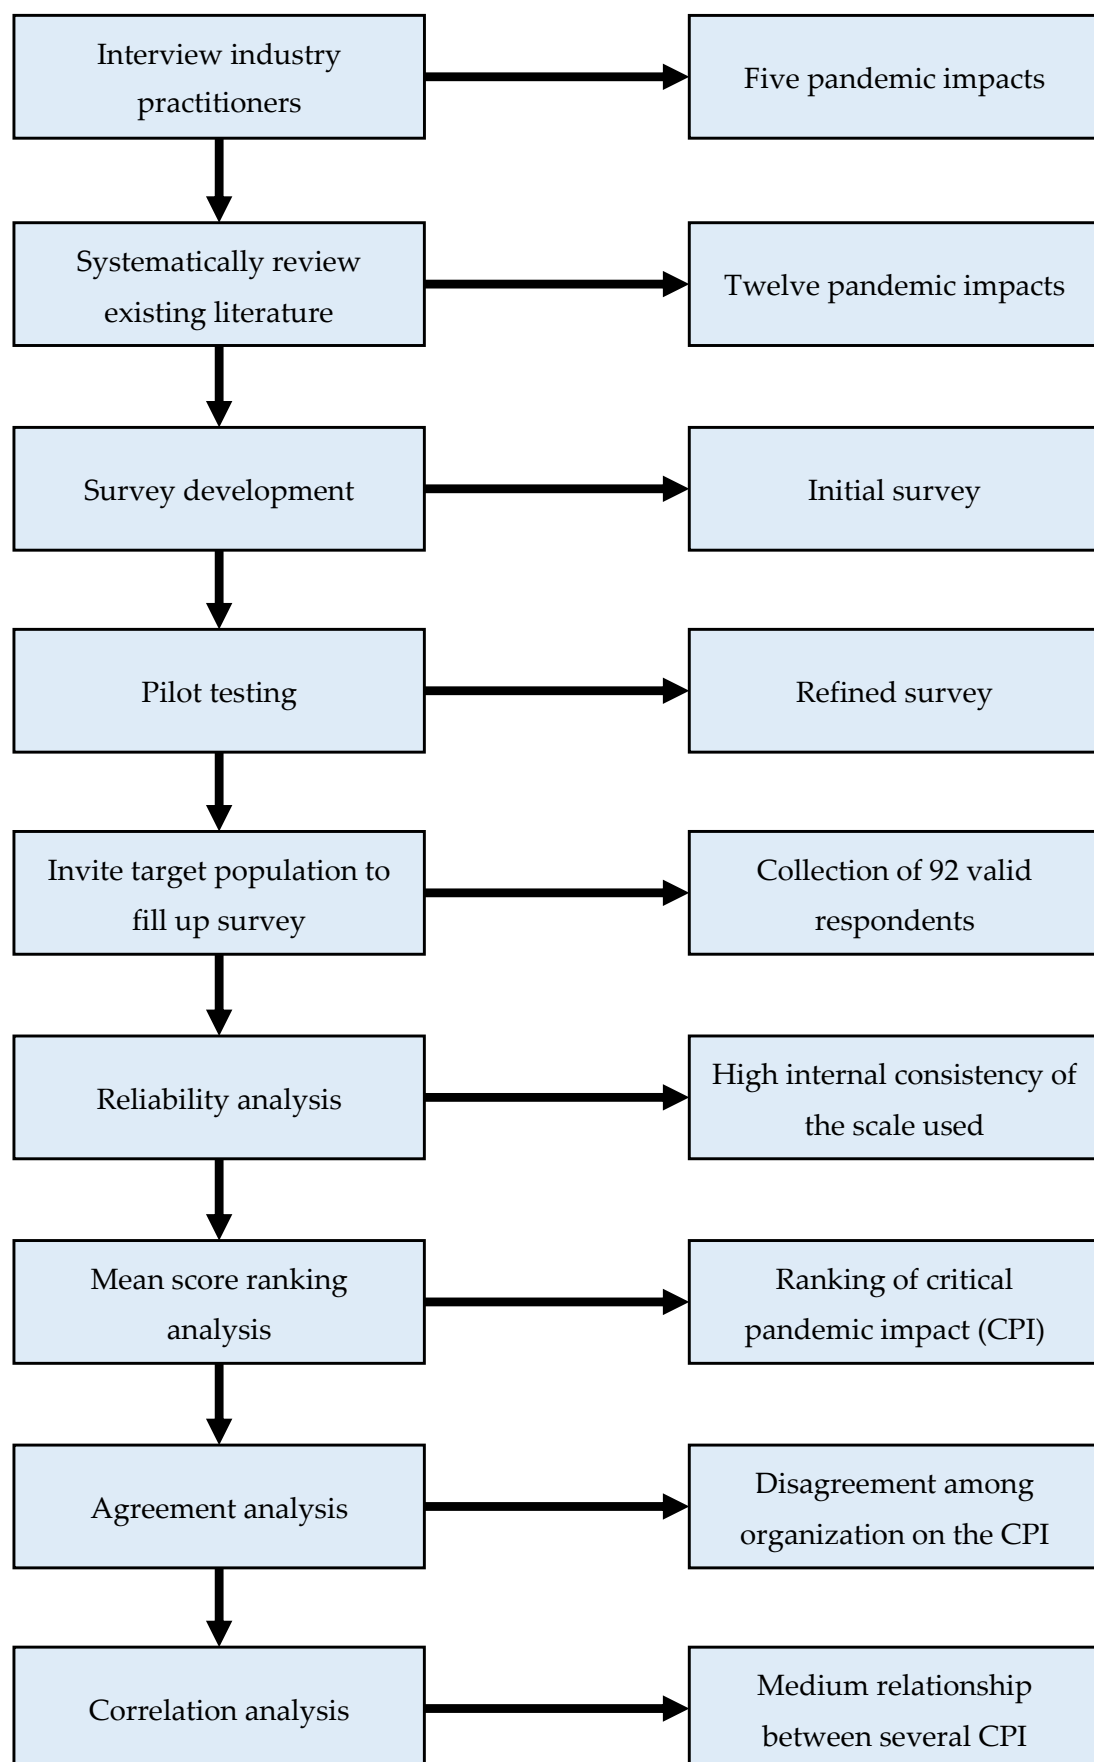 Interview industry
practitioners
Five pandemic impacts
Systematically review
existing literature
Twelve pandemic impacts
Survey development
Initial survey
Pilot testing
Refined survey
Invite target population to
fill up survey
Collection of 92 valid
respondents
Reliability analysis
High internal consistency of
the scale used
Mean score ranking
analysis
Ranking of critical
pandemic impact (CPI)
Agreement analysis
Disagreement among
organization on the CPI
Correlation analysis
Medium relationship
between several CPI